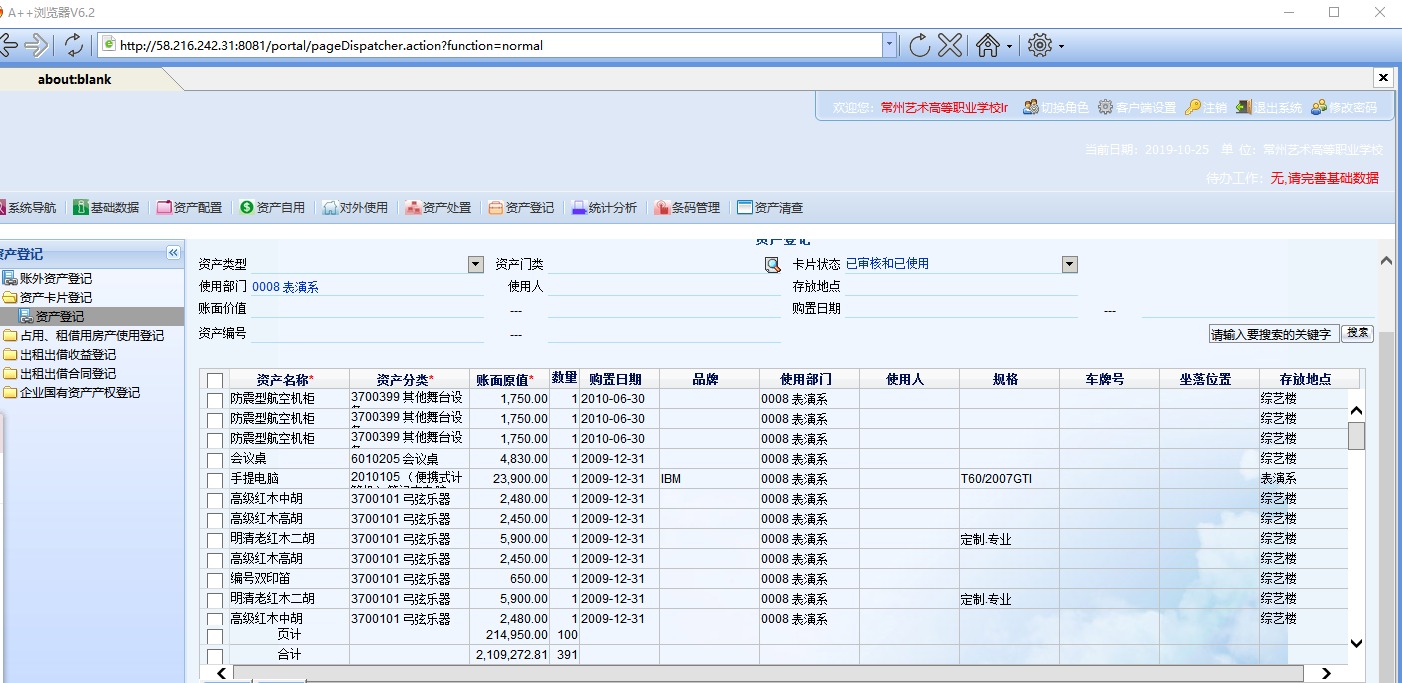 A++浏览器V6.2
http://58.216.242.31:8081/portal/pageDispatcher.action?function=normal
about:blank
欢迎您: 常州艺术高等职业学校lr 切换角色 客户端设置 注销 退出系统 修改密码
当前日期: 2019-10-25 单 位: 常州艺术高等职业学校
待办工作: 无,请完善基础数据
系统导航 基础数据 资产配置 资产自用 对外使用 资产处置 资产登记 统计分析 条码管理 资产清查
资产登记
账外资产登记
资产卡片登记
资产登记
占用、租借用房产使用登记
出租出借收益登记
出租出借合同登记
企业国有资产产权登记
资产登记
资产类型 资产门类 卡片状态 已审核和已使用
使用部门 0008 表演系 使用人 存放地点
账面价值 --- 购置日期 ---
资产编号 ---
请输入要搜索的关键字 搜索
资产名称* 资产分类* 账面原值* 数量 购置日期 品牌 使用部门 使用人 规格 车牌号 坐落位置 存放地点
防震型航空机柜 3700399 其他舞台设 1,750.00 1 2010-06-30 0008 表演系 综艺楼
防震型航空机柜 3700399 其他舞台设 1,750.00 1 2010-06-30 0008 表演系 综艺楼
防震型航空机柜 3700399 其他舞台设 1,750.00 1 2010-06-30 0008 表演系 综艺楼
会议桌 6010205 会议桌 4,830.00 1 2009-12-31 0008 表演系 综艺楼
手提电脑 2010105 （便携式计 23,900.00 1 2009-12-31 IBM 0008 表演系 T60/2007GTI 表演系
高级红木中胡 3700101 弓弦乐器 2,480.00 1 2009-12-31 0008 表演系 综艺楼
高级红木高胡 3700101 弓弦乐器 2,450.00 1 2009-12-31 0008 表演系 综艺楼
明清老红木二胡 3700101 弓弦乐器 5,900.00 1 2009-12-31 0008 表演系 定制.专业 综艺楼
高级红木高胡 3700101 弓弦乐器 2,450.00 1 2009-12-31 0008 表演系 综艺楼
编号双印笛 3700101 弓弦乐器 650.00 1 2009-12-31 0008 表演系 综艺楼
明清老红木二胡 3700101 弓弦乐器 5,900.00 1 2009-12-31 0008 表演系 定制.专业 综艺楼
高级红木中胡 3700101 弓弦乐器 2,480.00 1 2009-12-31 0008 表演系 综艺楼
页计 214,950.00 100
合计 2,109,272.81 391